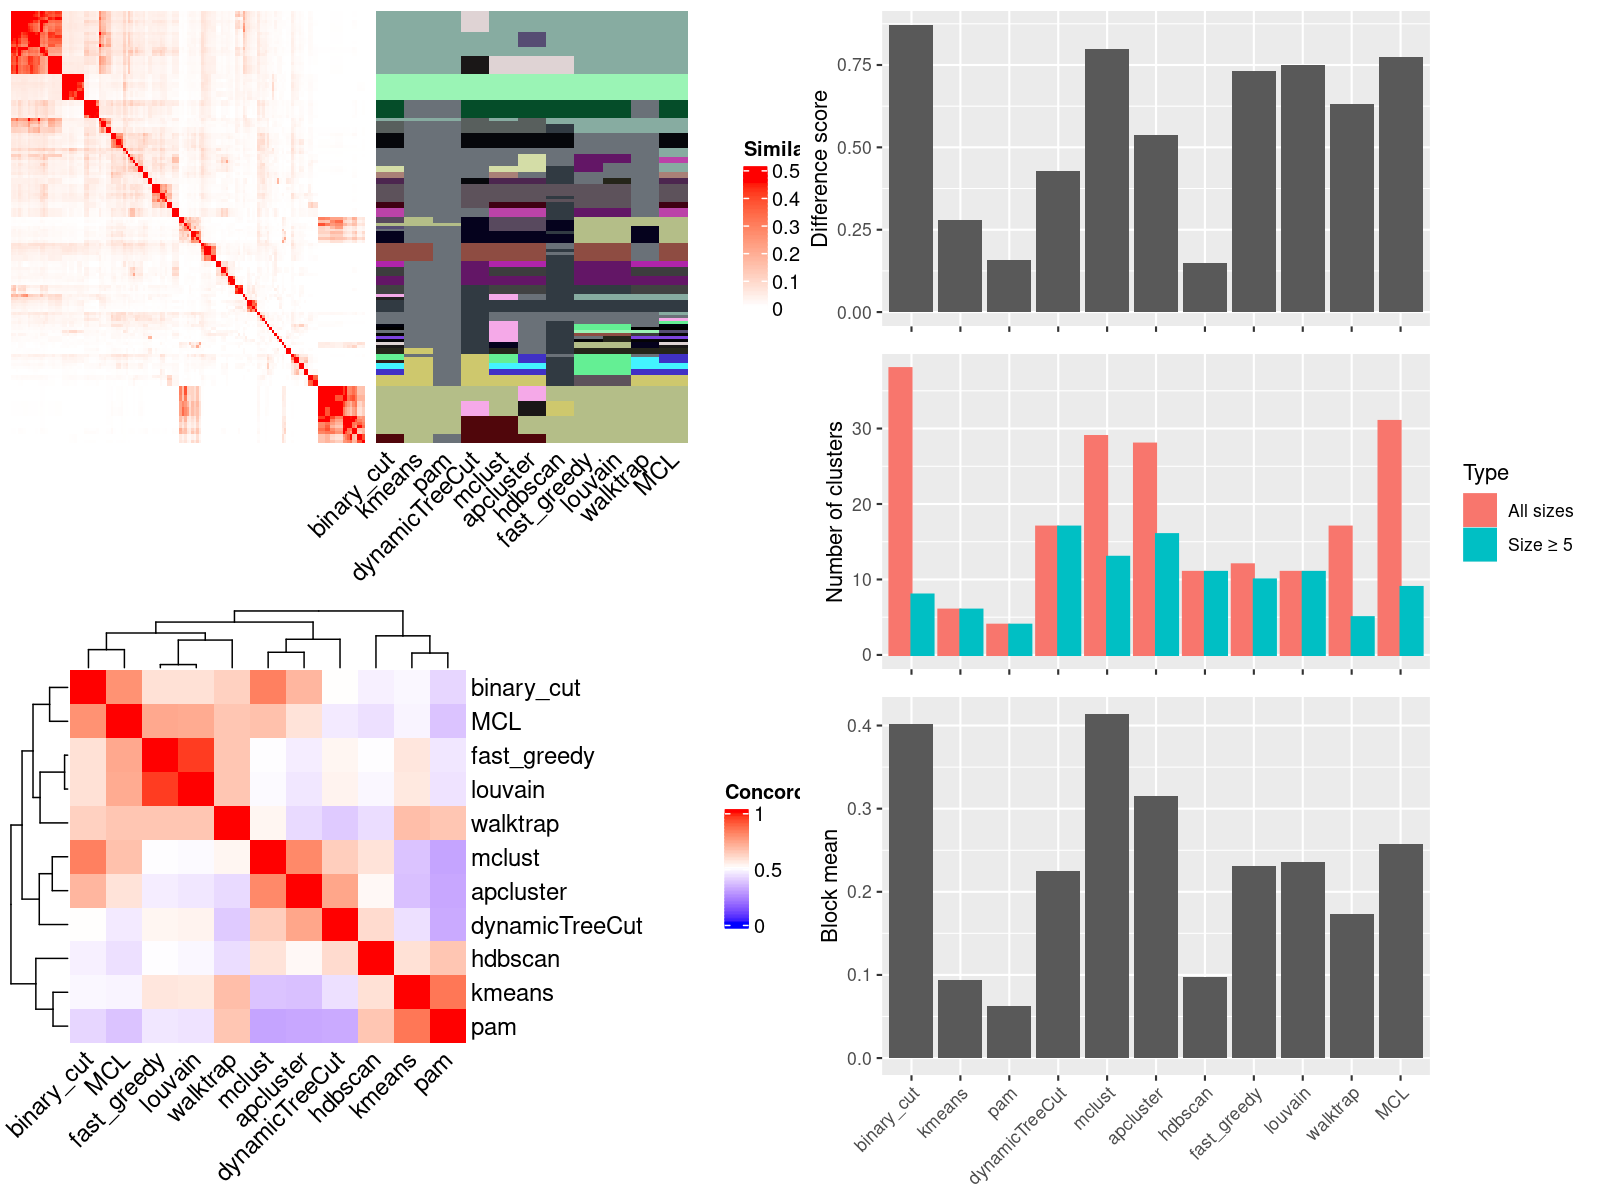 Simila
0.5
0.4
0.3
0.2
0.1
0
binary_cut
kmeans
pam
dynamicTreeCut
mclust
apcluster
hdbscan
fast_greedy
louvain
walktrap
MCL
Difference score
0.75
0.50
0.25
0.00
Number of clusters
30
20
10
0
Type
All sizes
Size ≥ 5
binary_cut
MCL
fast_greedy
louvain
walktrap
mclust
apcluster
dynamicTreeCut
hdbscan
kmeans
pam
binary_cut
MCL
fast_greedy
louvain
walktrap
mclust
apcluster
dynamicTreeCut
hdbscan
kmeans
pam
Concord
1
0.5
0
Block mean
0.4
0.3
0.2
0.1
0.0
binary_cut
kmeans
pam
dynamicTreeCut
mclust
apcluster
hdbscan
fast_greedy
louvain
walktrap
MCL